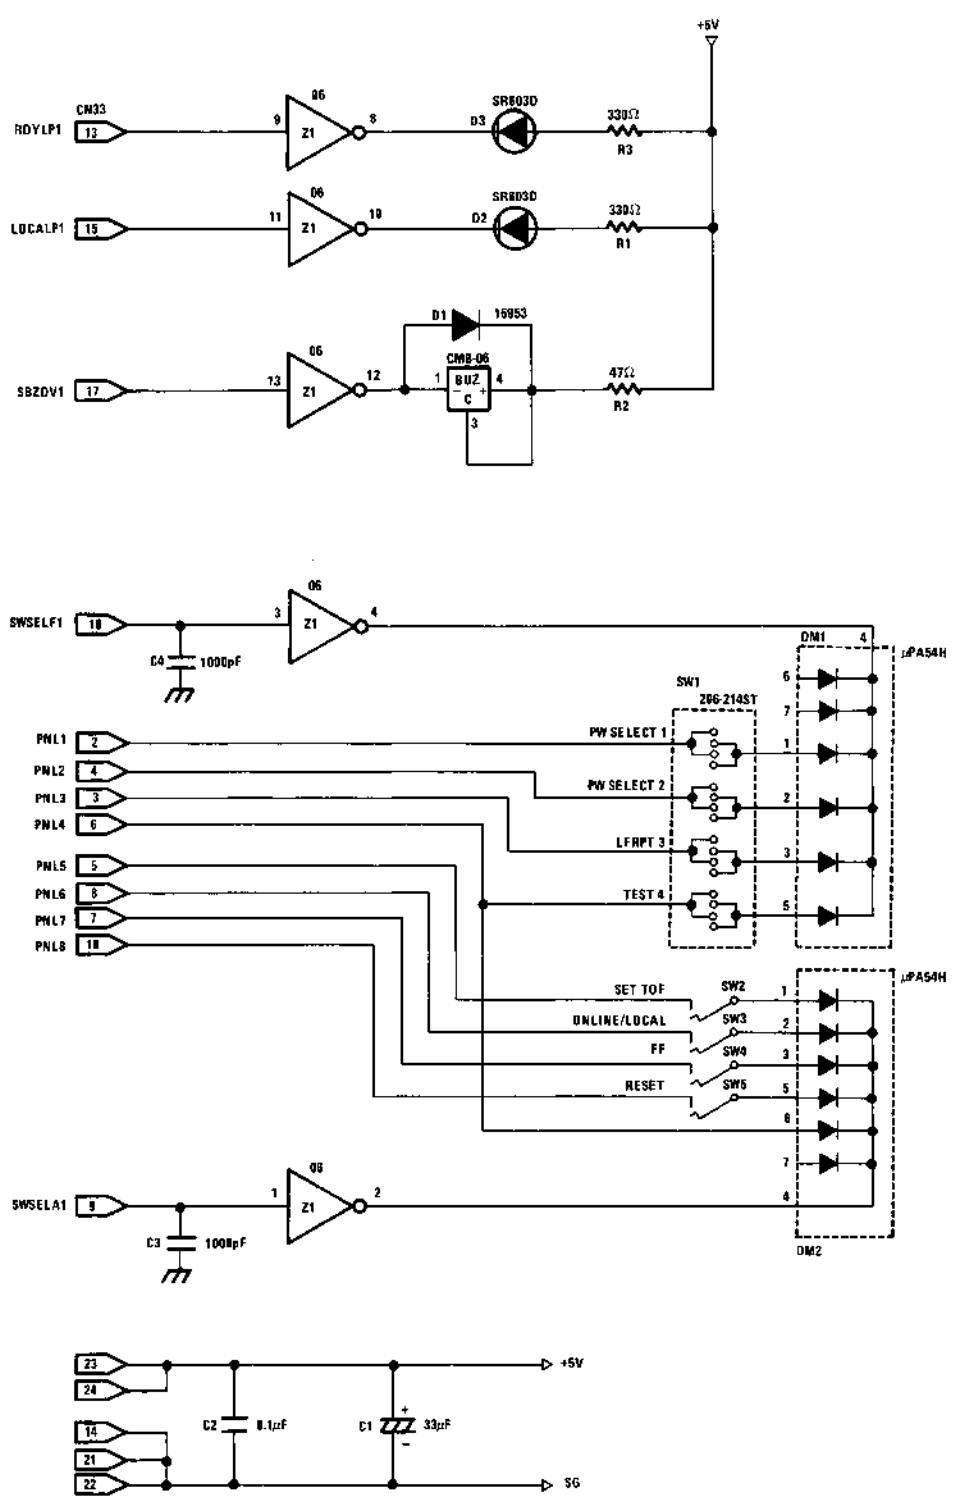 +5V
CN33
RDYLP1
13
9
06
Z1
8
D3
SR603D
330Ω
R3
LOCALP1
15
11
06
Z1
10
D2
SR603D
330Ω
R1
D1
SBZDV1
17
13
06
Z1
12
CMB-06
1
BUZ
- +
C
4
3
47Ω
R2
SWSELF1
3
06
Z1
4
C4
1000pF
DM1
4
μPA54H
SW1
206-214ST
6
7
PNL1
2
PW SELECT 1
1
PNL2
4
PW SELECT 2
2
PNL3
3
LFRPT 3
3
PNL4
6
TEST 4
5
PNL5
5
PNL6
8
PNL7
7
PNL8
10
μPA54H
SET TOF
SW2
1
ONLINE/LOCAL
SW3
2
FF
SW4
3
RESET
SW5
5
6
7
SWSELA1
9
1
06
Z1
2
4
C3
1000pF
DM2
23
+5V
24
C2
0.1μF
C1
+
33μF
-
14
21
22
SG